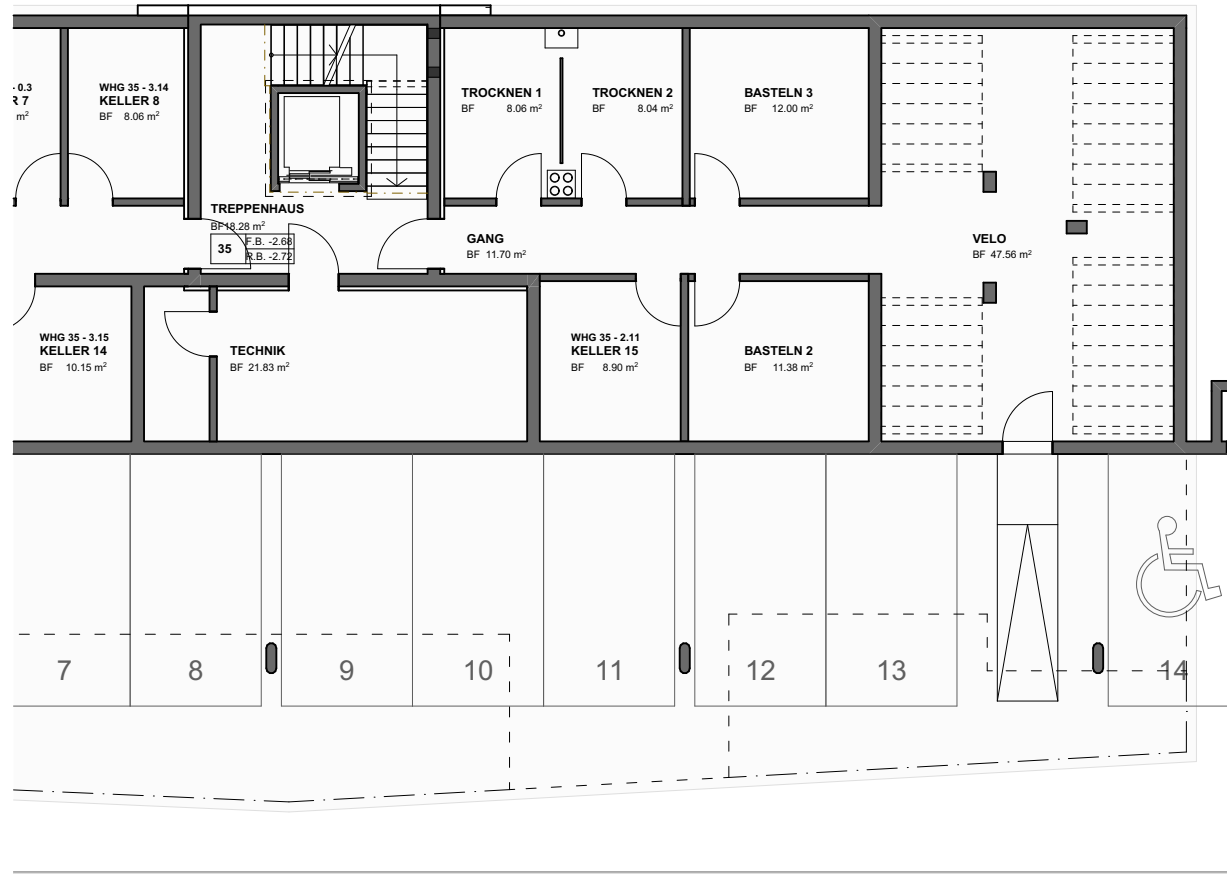 - 0.3
R 7
m²
WHG 35 - 3.14
KELLER 8
BF 8.06 m²
TROCKNEN 1
BF 8.06 m²
TROCKNEN 2
BF 8.04 m²
BASTELN 3
BF 12.00 m²
TREPPENHAUS
BF 18.28 m²
35
F.B. -2.68
R.B. -2.72
GANG
BF 11.70 m²
VELO
BF 47.56 m²
WHG 35 - 3.15
KELLER 14
BF 10.15 m²
TECHNIK
BF 21.83 m²
WHG 35 - 2.11
KELLER 15
BF 8.90 m²
BASTELN 2
BF 11.38 m²
7
8
9
10
11
12
13
14